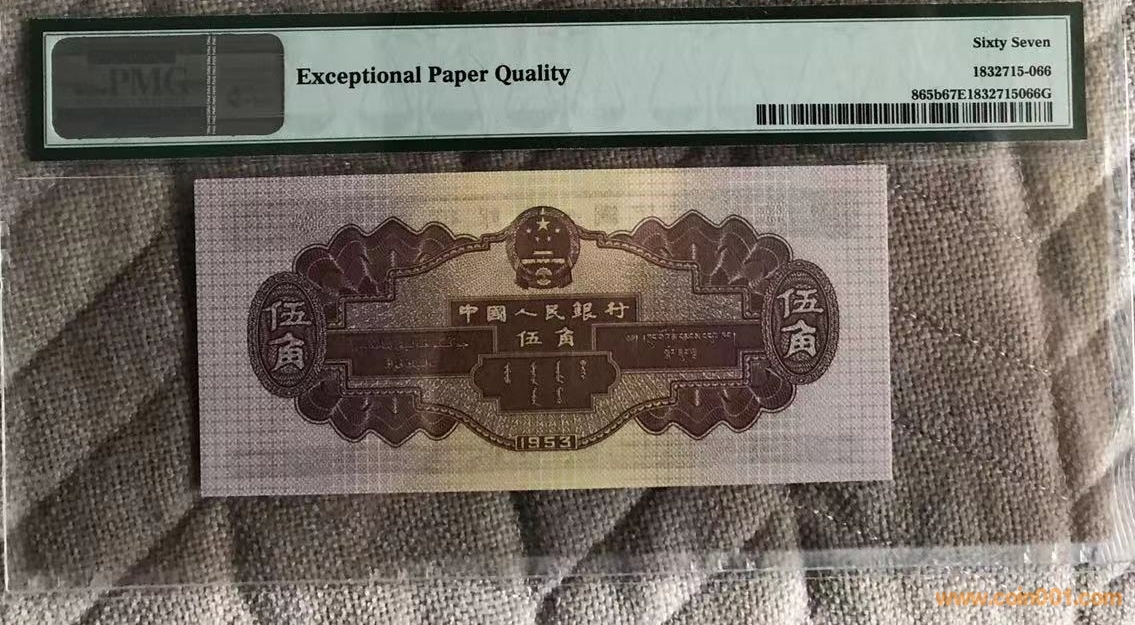 PMG
Exceptional Paper Quality
Sixty Seven
1832715-066
865b67E1832715066G
中國人民銀行
伍角
伍角
伍角
1953
www.coin001.com